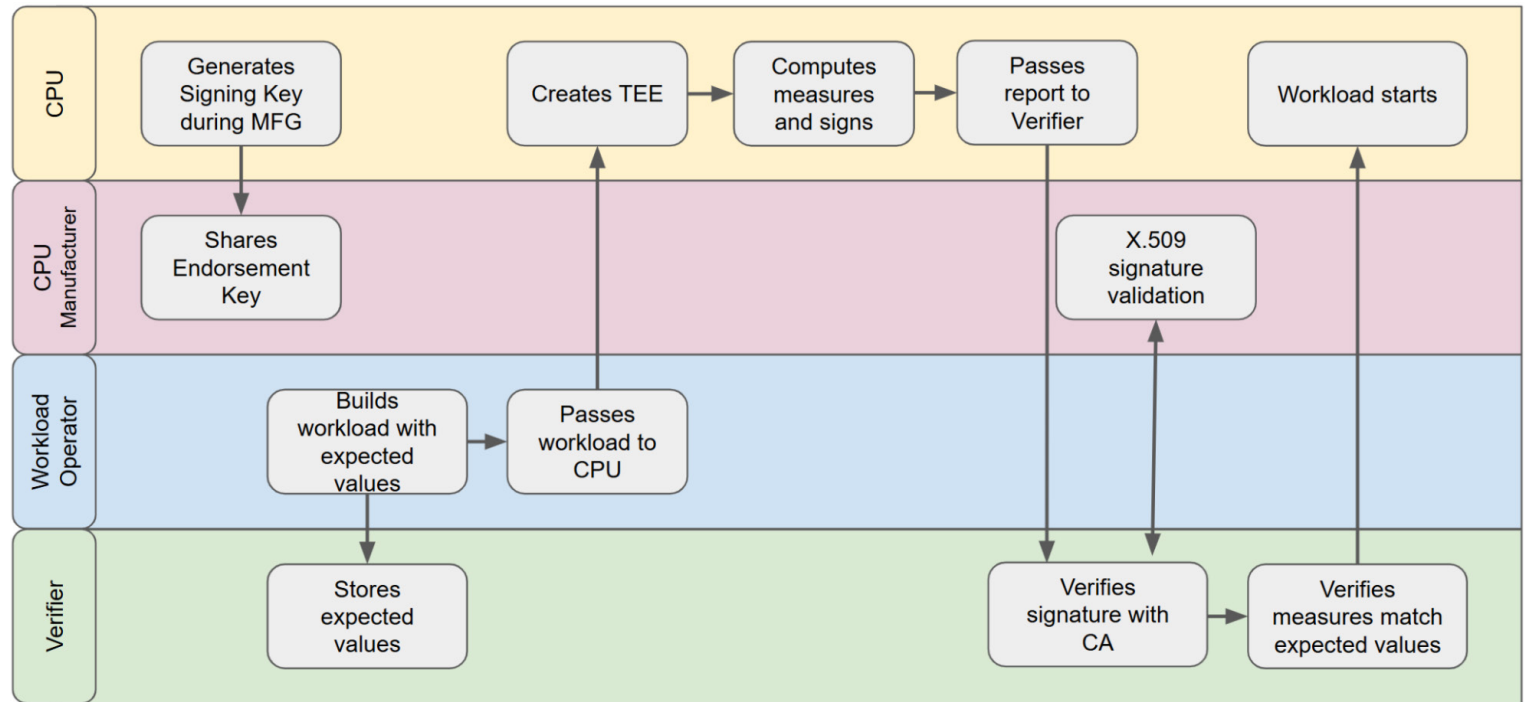 CPU
Generates
Signing Key
during MFG
Creates TEE
Computes
measures
and signs
Passes
report to
Verifier
Workload starts
CPU
Manufacturer
Shares
Endorsement
Key
X.509
signature
validation
Workload
Operator
Builds
workload with
expected
values
Passes
workload to
CPU
Verifier
Stores
expected
values
Verifies
signature with
CA
Verifies
measures match
expected values